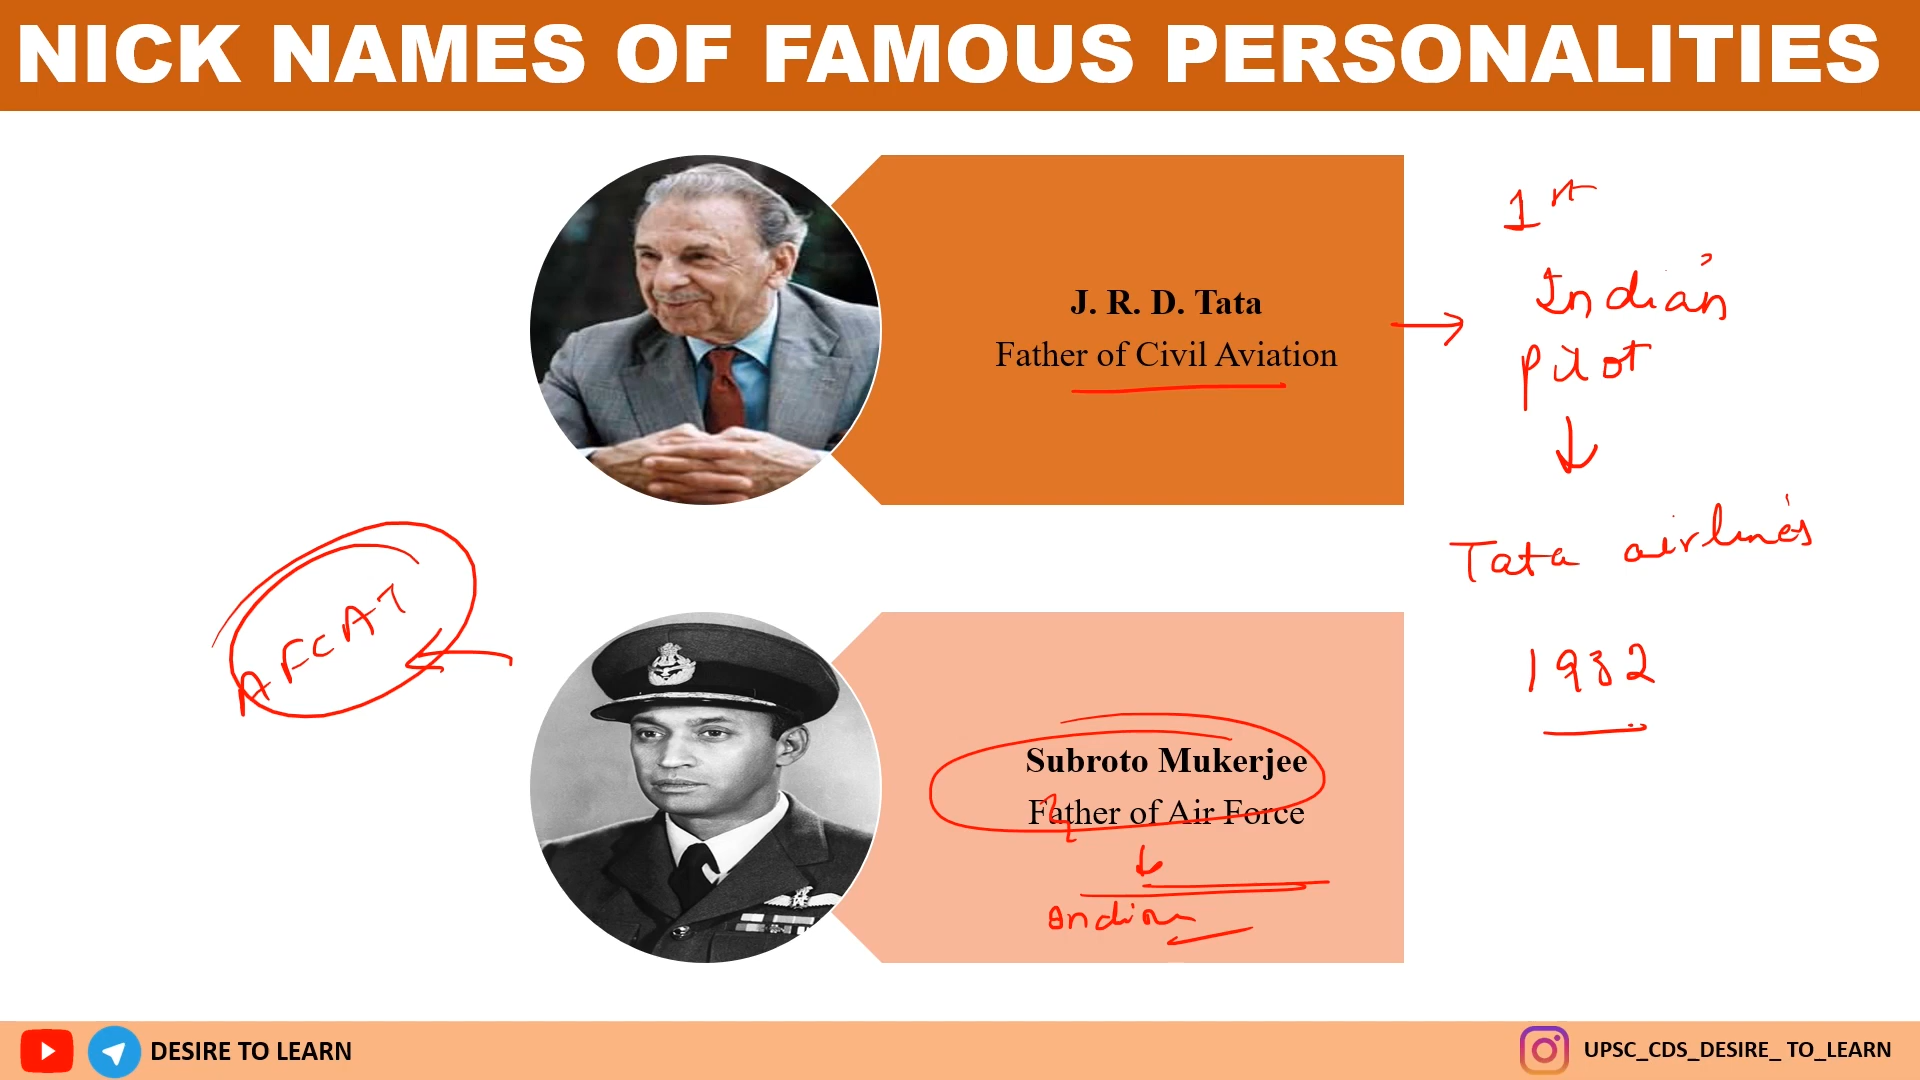 NICK NAMES OF FAMOUS PERSONALITIES
J. R. D. Tata
Father of Civil Aviation
1st
Indian
Pilot
Tata airlines
1932
AFCAT
Subroto Mukerjee
Father of Air Force
Indian
DESIRE TO LEARN
UPSC_CDS_DESIRE_ TO_LEARN